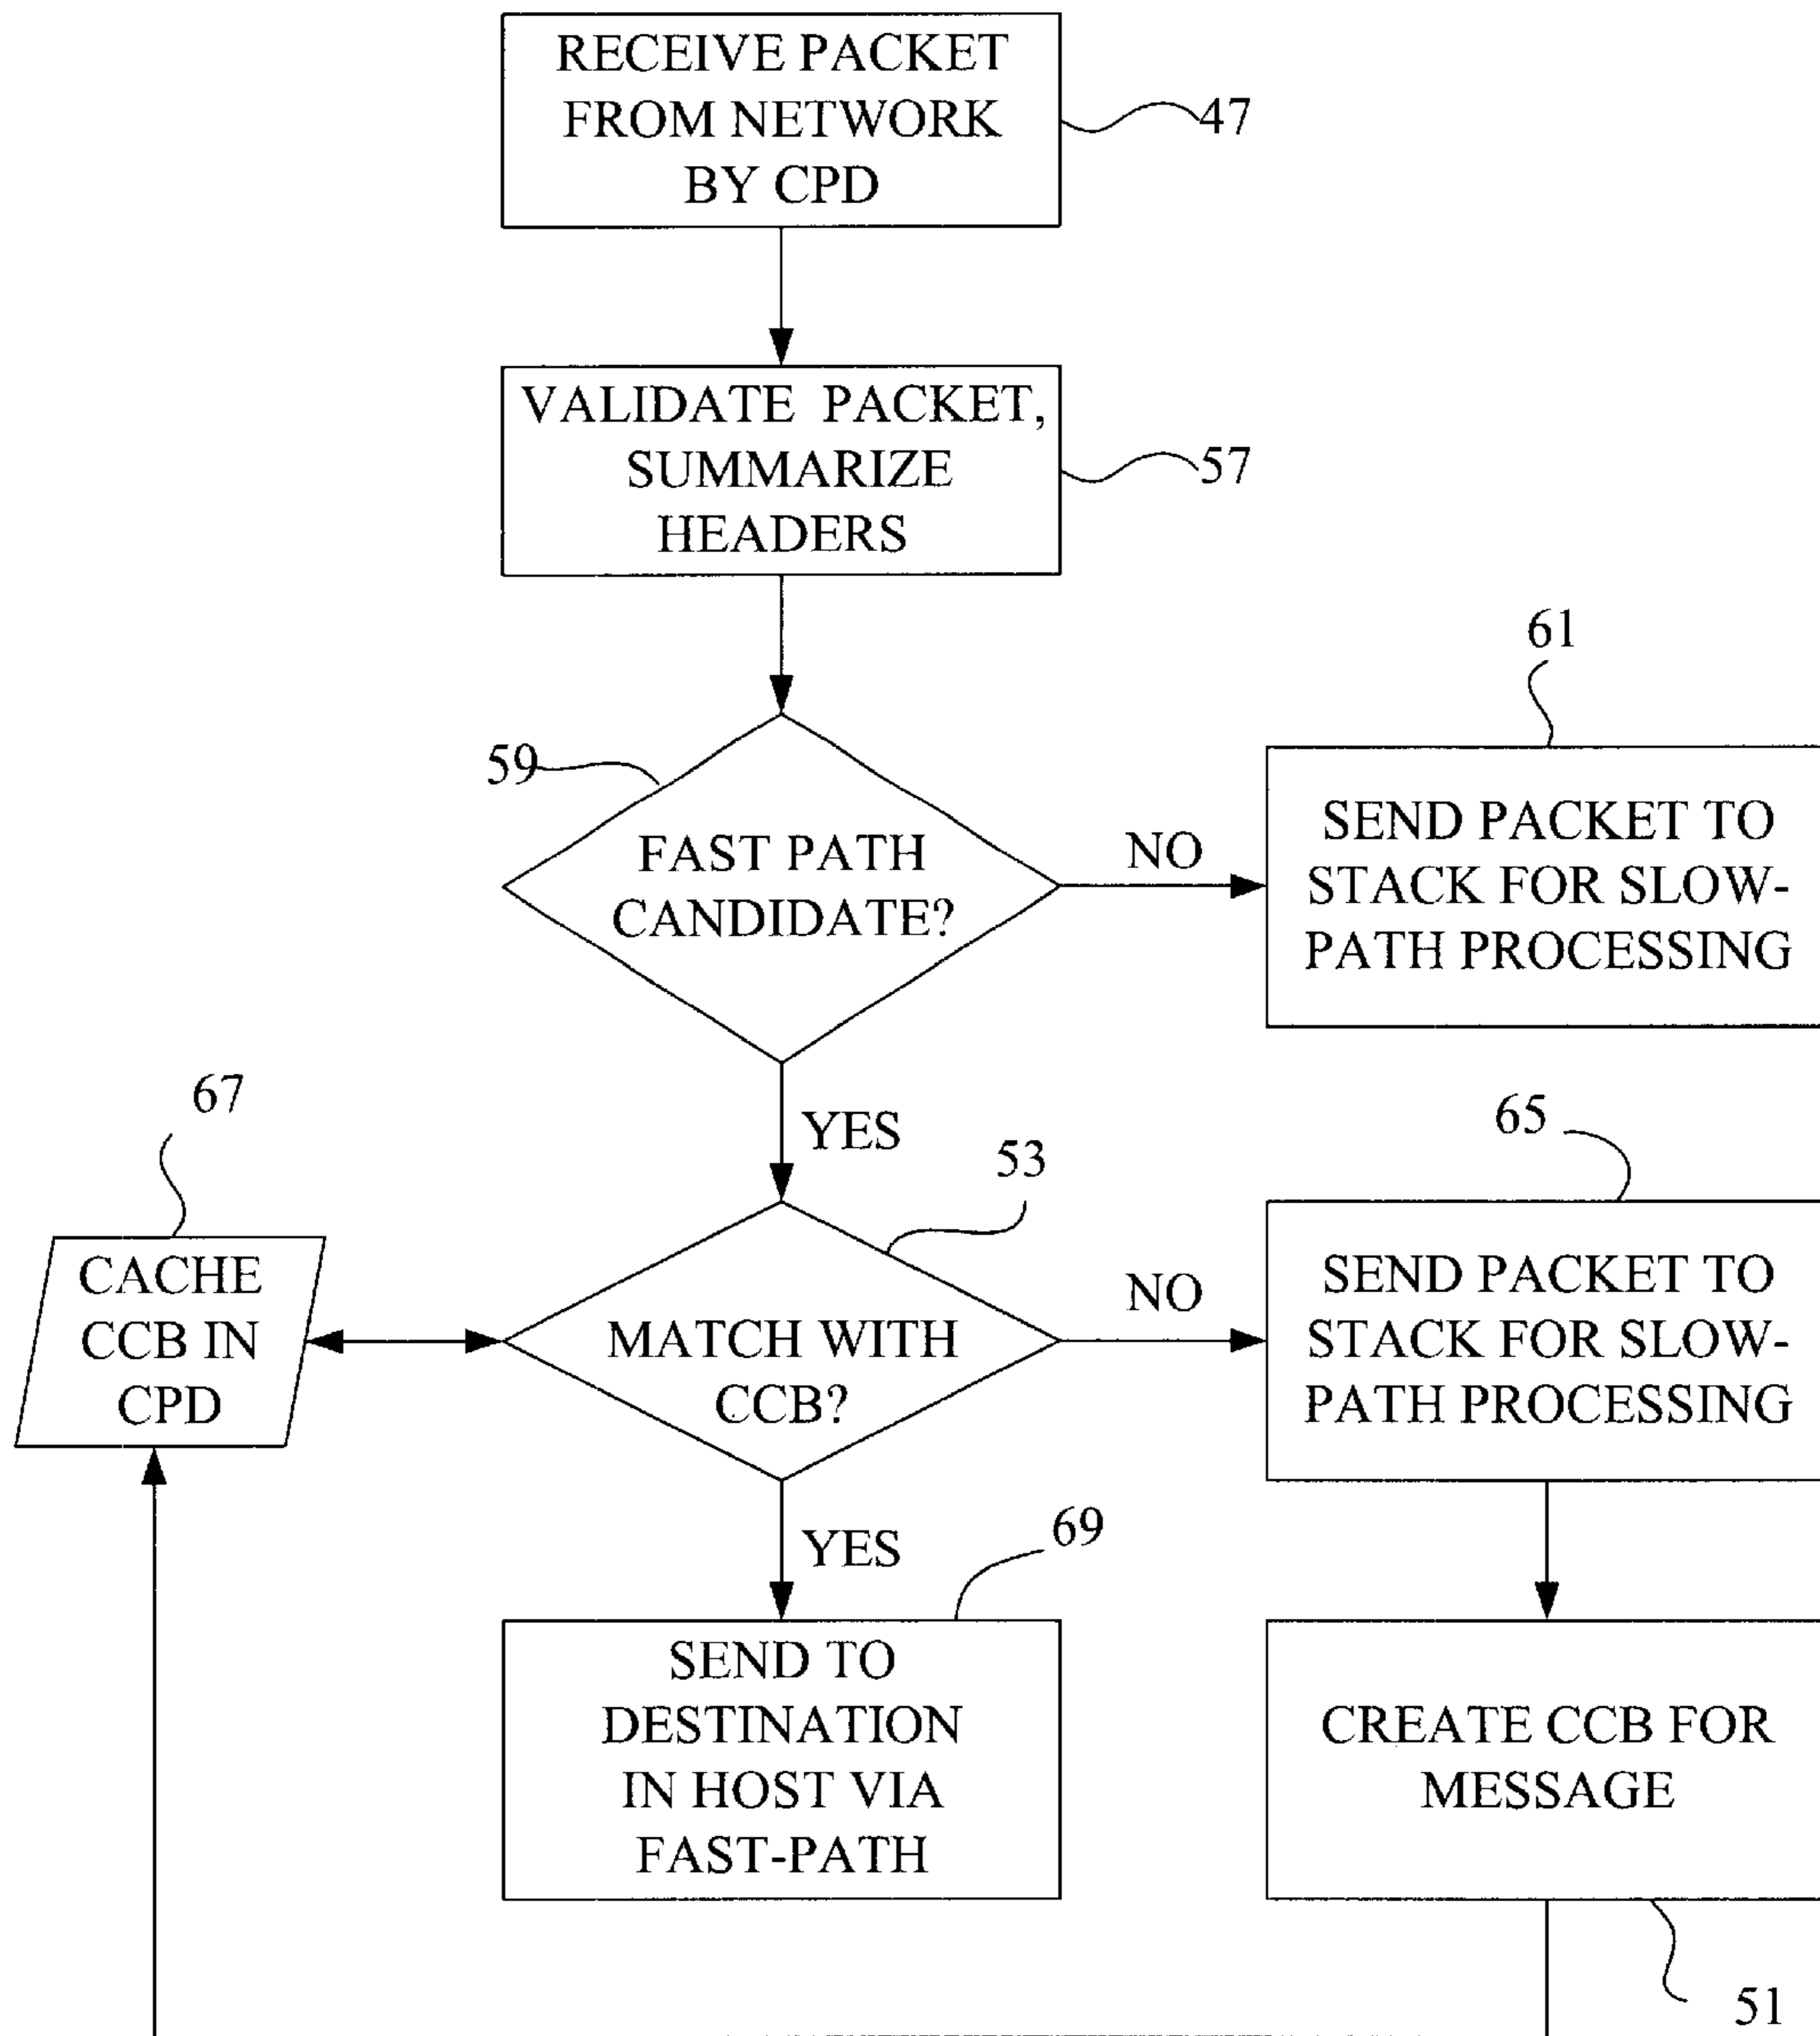 RECEIVE PACKET
FROM NETWORK
BY CPD
47
VALIDATE PACKET,
SUMMARIZE
HEADERS
57
59
FAST PATH
CANDIDATE?
NO
61
SEND PACKET TO
STACK FOR SLOW-
PATH PROCESSING
YES
67
CACHE
CCB IN
CPD
53
MATCH WITH
CCB?
NO
65
SEND PACKET TO
STACK FOR SLOW-
PATH PROCESSING
YES
69
SEND TO
DESTINATION
IN HOST VIA
FAST-PATH
CREATE CCB FOR
MESSAGE
51